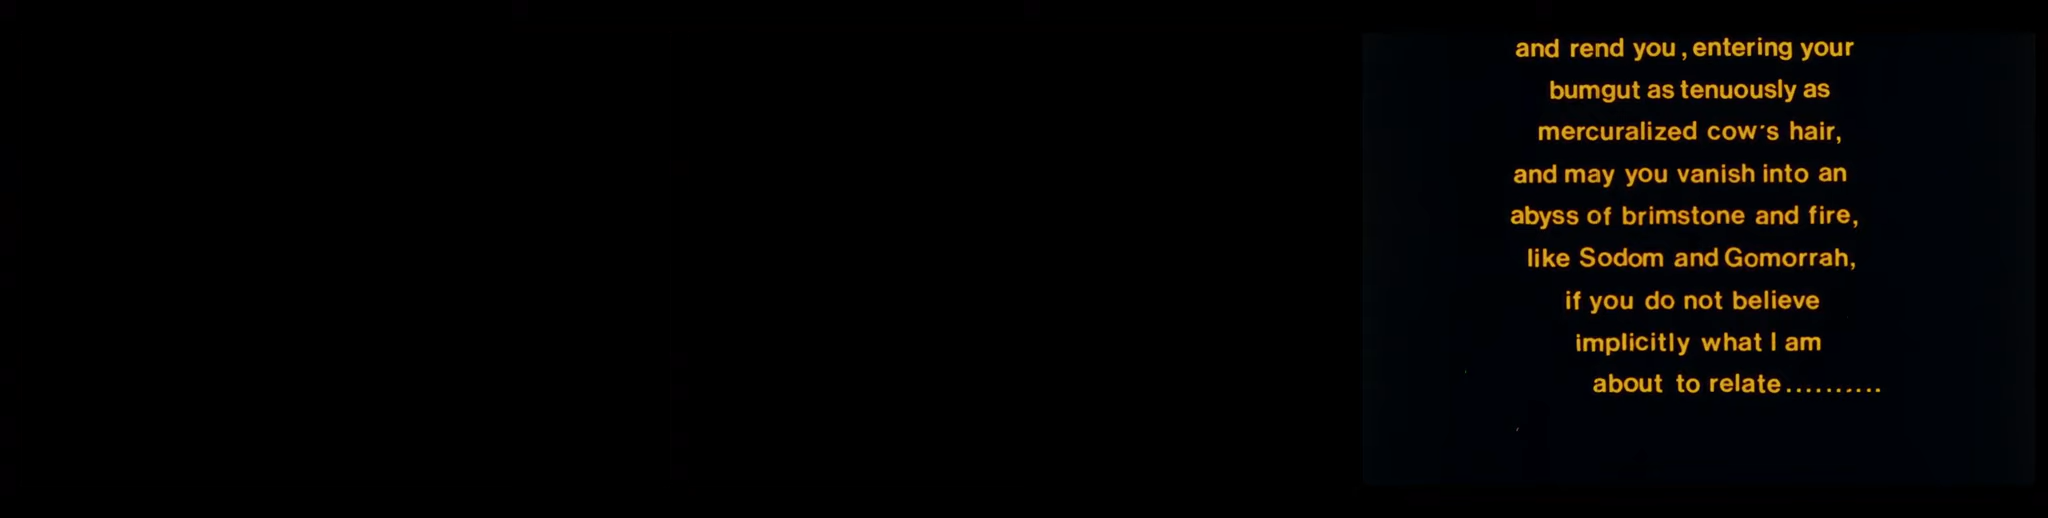 and rend you, entering your
bumgut as tenuously as
mercuralized cow's hair,
and may you vanish into an
abyss of brimstone and fire,
like Sodom and Gomorrah,
if you do not believe
implicitly what I am
about to relate..........